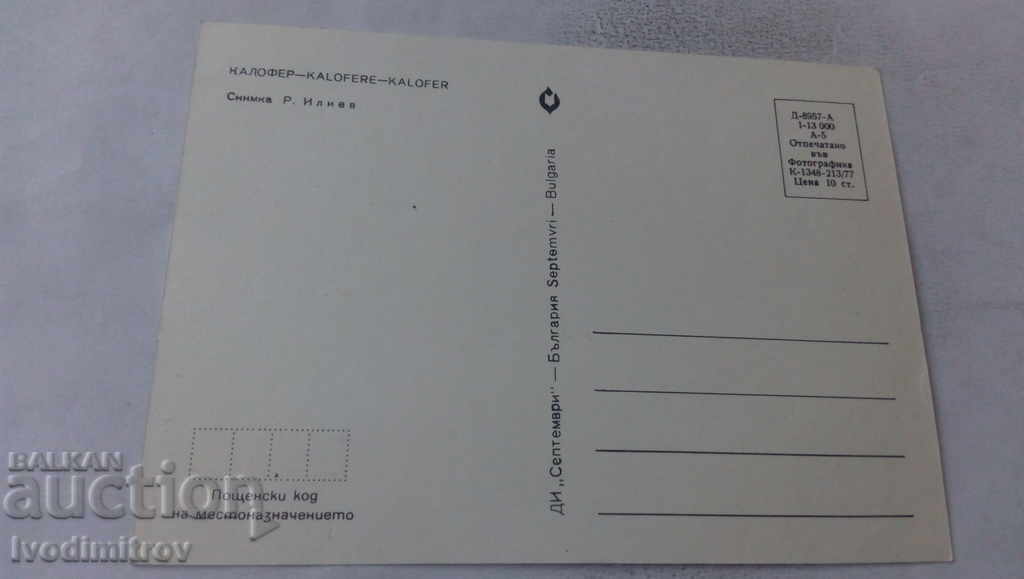 КАЛОФЕР—KALOFERE—KALOFER
Снимка Р. Илиев
Д-8957-А
1-13 000
А-5
Отпечатано
във
Фотографика
К-1348-213/77
Цена 10 ст.
ДИ „Септември" — България Septemvri — Bulgaria
Пощенски код
на местоназначението
BALKAN
auction
Ivodimitrov